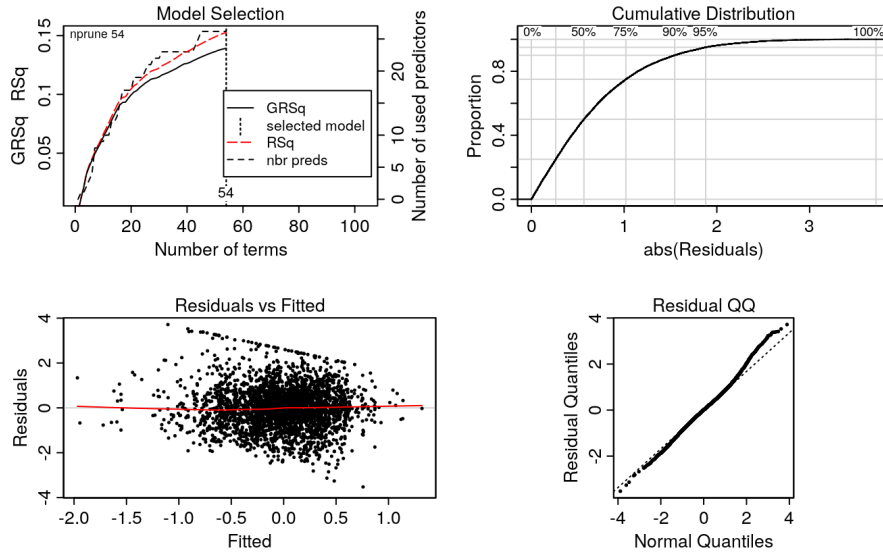 Model Selection
nprune 54
GRSq RSq
0.05
0.1
0.15
0 20 40 60 80 100
Number of terms
0 5 10 20
Number of used predictors
GRSq
selected model
RSq
nbr preds
54
Cumulative Distribution
0% 50% 75% 90% 95% 100%
Proportion
0.0
0.4
0.8
0 1 2 3
abs(Residuals)
Residuals vs Fitted
Residuals
-4 -2 0 2 4
-2.0 -1.5 -1.0 -0.5 0.0 0.5 1.0
Fitted
Residual QQ
Residual Quantiles
-2 0 2 4
-4 -2 0 2 4
Normal Quantiles